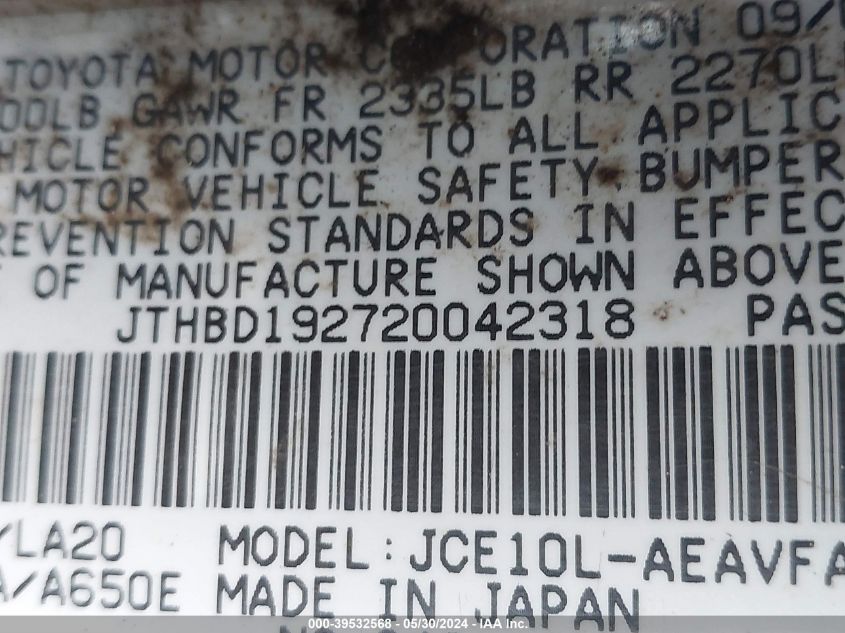 TOYOTA MOTOR CORPORATION 09/
00LB GAWR FR 2335LB RR 2270L
HICLE CONFORMS TO ALL APPLIC
MOTOR VEHICLE SAFETY, BUMPER
REVENTION STANDARDS IN EFFEC
OF MANUFACTURE SHOWN ABOVE
JTHBD192720042318 PAS
/LA20 MODEL:JCE10L-AEAVFA
A/A650E MADE IN JAPAN
000-39532568 - 05/30/2024 - IAA Inc.